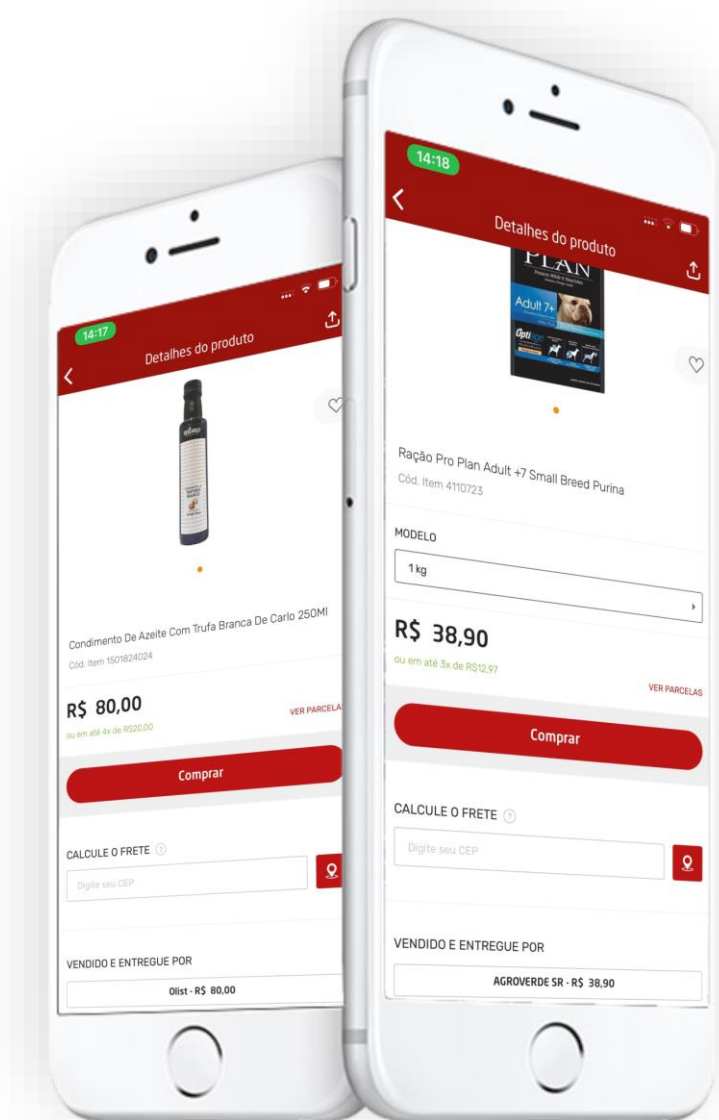 14:17
Detalhes do produto
Condimento De Azeite Com Trufa Branca De Carlo 250Ml
Cód. Item 1501824024
R$ 80,00
ou em até 4x de R$20,00
VER PARCELA
Comprar
CALCULE O FRETE ?
Digite seu CEP
VENDIDO E ENTREGUE POR
Olist - R$ 80,00
14:18
Detalhes do produto
PLAN
Adult 7+
Optiage
Ração Pro Plan Adult +7 Small Breed Purina
Cód. Item 4110723
MODELO
1 kg
R$ 38,90
ou em até 3x de R$12,97
VER PARCELAS
Comprar
CALCULE O FRETE ?
Digite seu CEP
VENDIDO E ENTREGUE POR
AGROVERDE SR - R$ 38,90